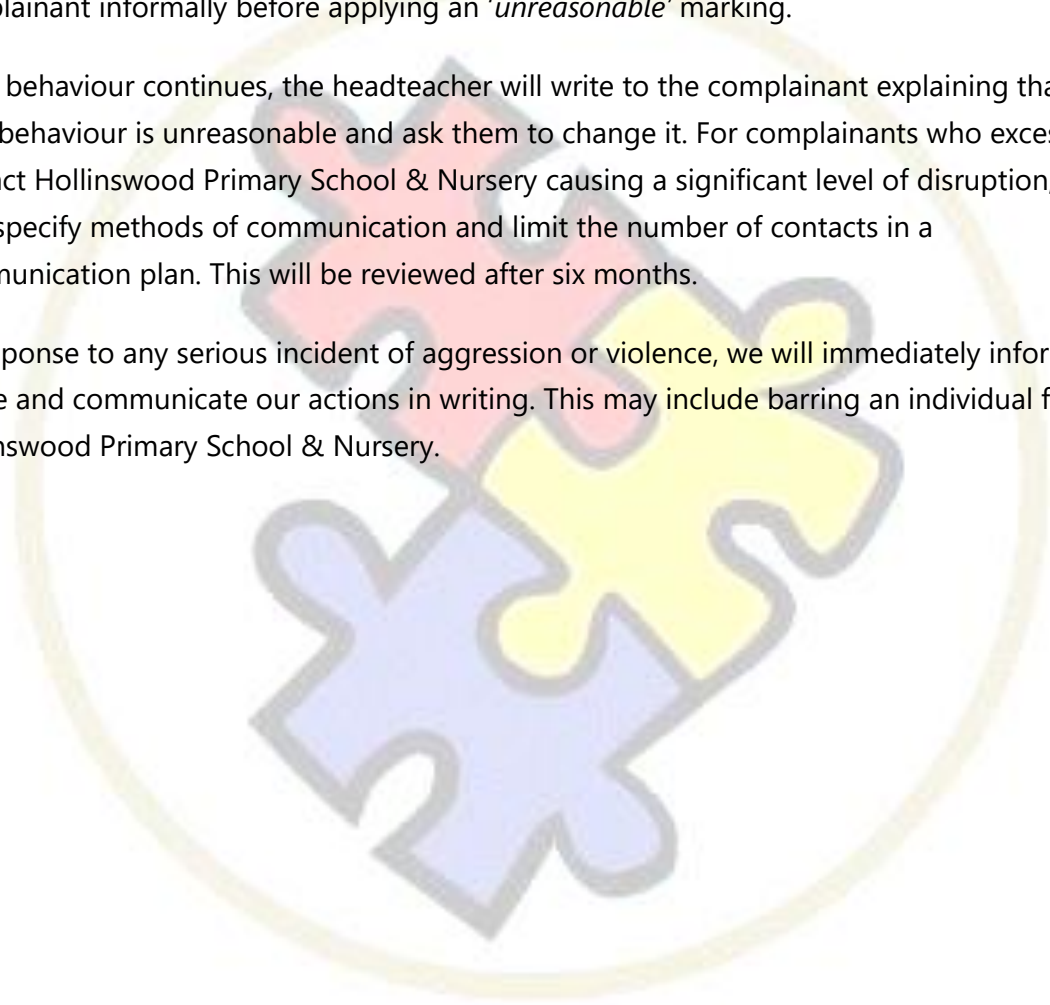 plainant informally before applying an 'unreasonable' marking.
behaviour continues, the headteacher will write to the complainant explaining tha
behaviour is unreasonable and ask them to change it. For complainants who exces
act Hollinswood Primary School & Nursery causing a significant level of disruption,
specify methods of communication and limit the number of contacts in a
munication plan. This will be reviewed after six months.
ponse to any serious incident of aggression or violence, we will immediately infor
e and communicate our actions in writing. This may include barring an individual f
nswood Primary School & Nursery.